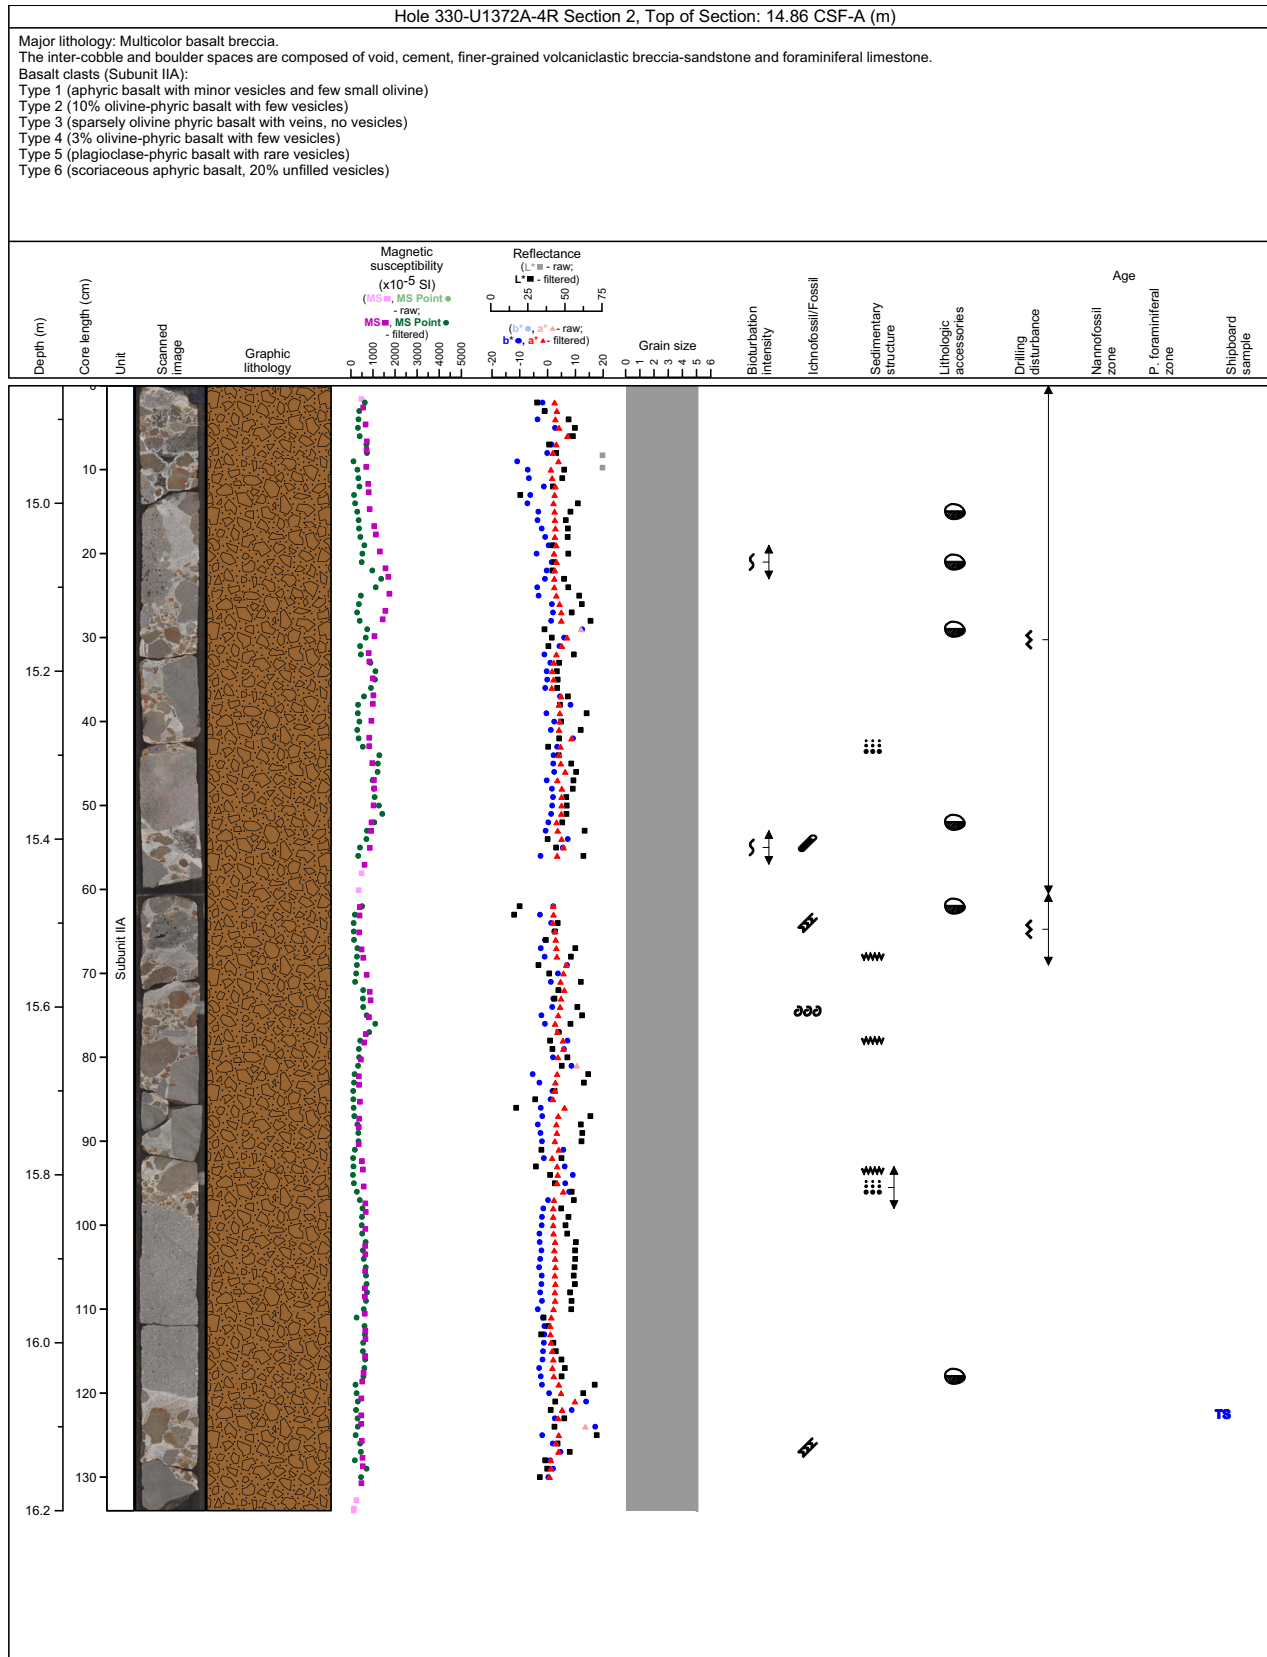 Hole 330-U1372A-4R Section 2, Top of Section: 14.86 CSF-A (m)
Major lithology: Multicolor basalt breccia.
The inter-cobble and boulder spaces are composed of void, cement, finer-grained volcaniclastic breccia-sandstone and foraminiferal limestone.
Basalt clasts (Subunit IIA):
Type 1 (aphyric basalt with minor vesicles and few small olivine)
Type 2 (10% olivine-phyric basalt with few vesicles)
Type 3 (sparsely olivine phyric basalt with veins, no vesicles)
Type 4 (3% olivine-phyric basalt with few vesicles)
Type 5 (plagioclase-phyric basalt with rare vesicles)
Type 6 (scoriaceous aphyric basalt, 20% unfilled vesicles)
Depth (m)
Core length (cm)
Unit
Scanned
image
Graphic
lithology
Magnetic
susceptibility
(x10-5 SI)
(MS■, MS Point●
- raw;
MS■, MS Point●
- filtered)
0 1000 2000 3000 4000 5000
Reflectance
(L*■ - raw;
L*■ - filtered)
0 25 50 75
(b*●, a*▲- raw;
b*●, a*▲- filtered)
-20 -10 0 10 20
Grain size
0 1 2 3 4 5 6
Bioturbation
intensity
Ichnofossil/Fossil
Sedimentary
structure
Lithologic
accessories
Drilling
disturbance
Age
Nannofossil
zone
P. foraminiferal
zone
Shipboard
sample
0
10
15.0
20
30
15.2
40
50
15.4
60
Subunit IIA
70
15.6
80
90
15.8
100
110
16.0
120
TS
130
16.2